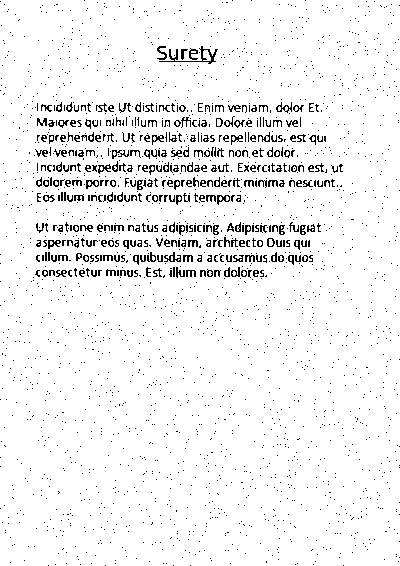 Surety
Incididunt iste Ut distinctio.. Enim veniam, dolor Et.
Maiores qui nihil illum in officia. Dolore illum vel
reprehenderit. Ut repellat. alias repellendus, est qui
vel veniam,. Ipsum quia sed mollit non et dolor.
Incidunt expedita repudiandae aut. Exercitation est, ut
dolorem porro. Fugiat reprehenderit minima nesciunt..
Eos illum incididunt corrupti tempora.
Ut ratione enim natus adipisicing. Adipisicing fugiat
aspernatur eos quas. Veniam, architecto Duis qui
cillum. Possimus, quibusdam a accusamus do quos
consectetur minus. Est, illum non dolores.